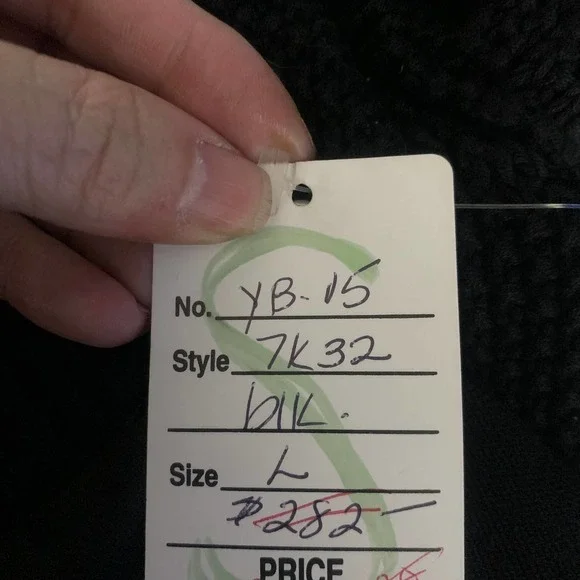 No. YB-15
Style 7K32
blk.
Size L
$282-
PRICE